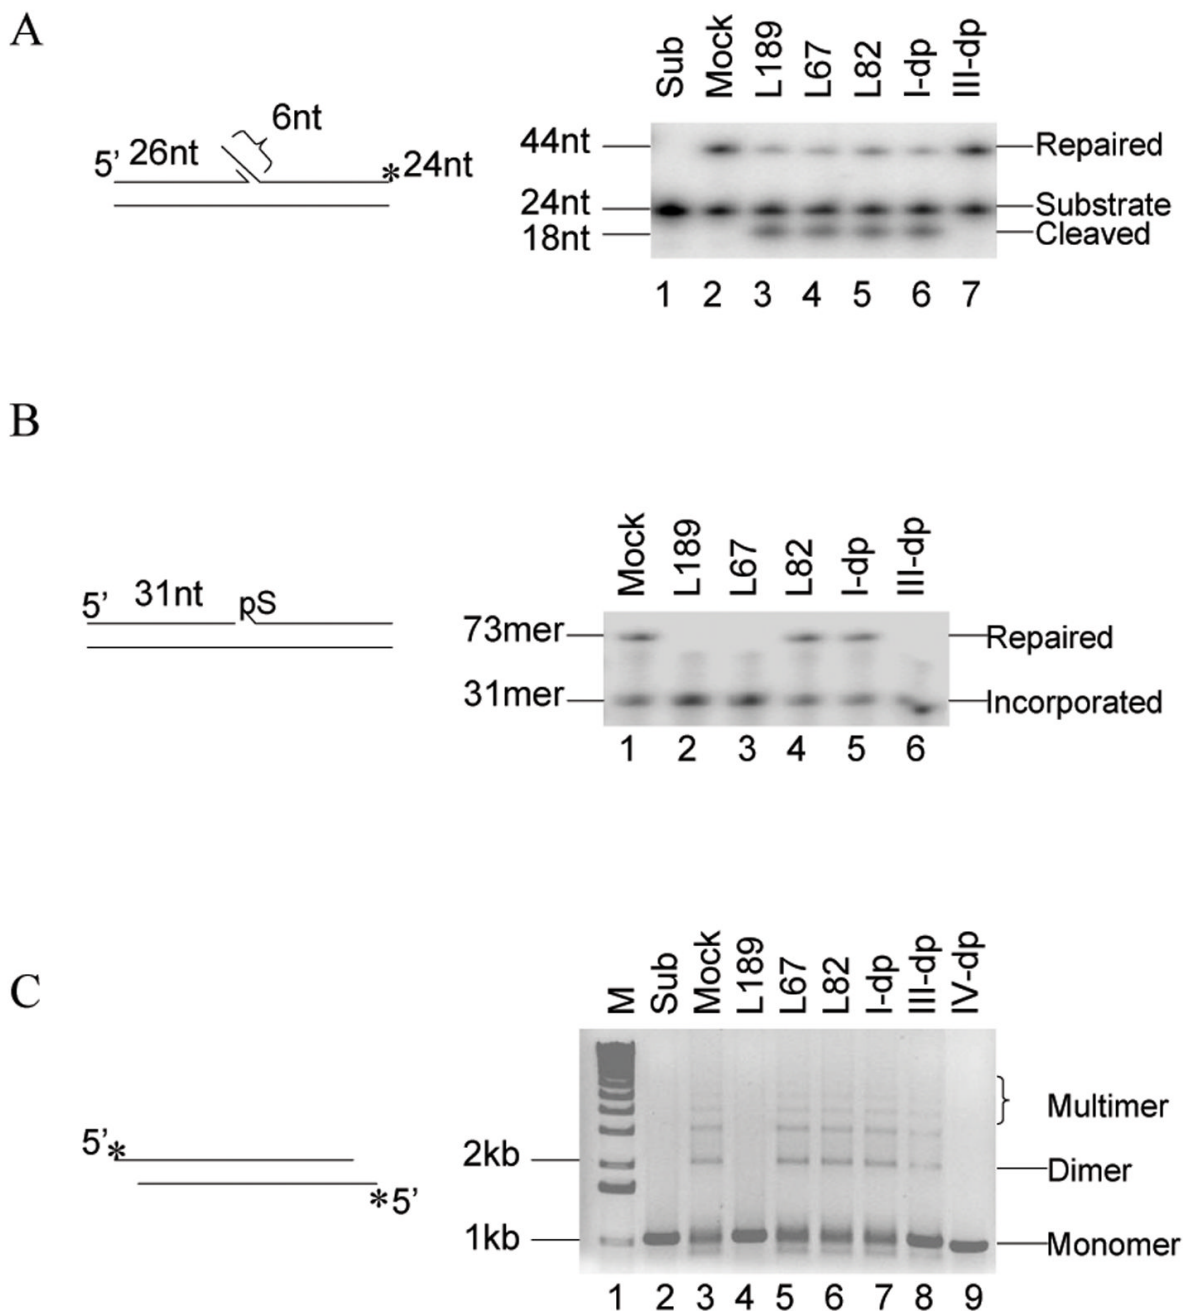 A
Sub Mock L189 L67 L82 I-dp III-dp
5’ 26nt 6nt *24nt
44nt Repaired
24nt Substrate
18nt Cleaved
1 2 3 4 5 6 7
B
Mock L189 L67 L82 I-dp III-dp
5’ 31nt pS
73mer Repaired
31mer Incorporated
1 2 3 4 5 6
C
M Sub Mock L189 L67 L82 I-dp III-dp IV-dp
Multimer
5’*
2kb Dimer
*5’
1kb Monomer
1 2 3 4 5 6 7 8 9